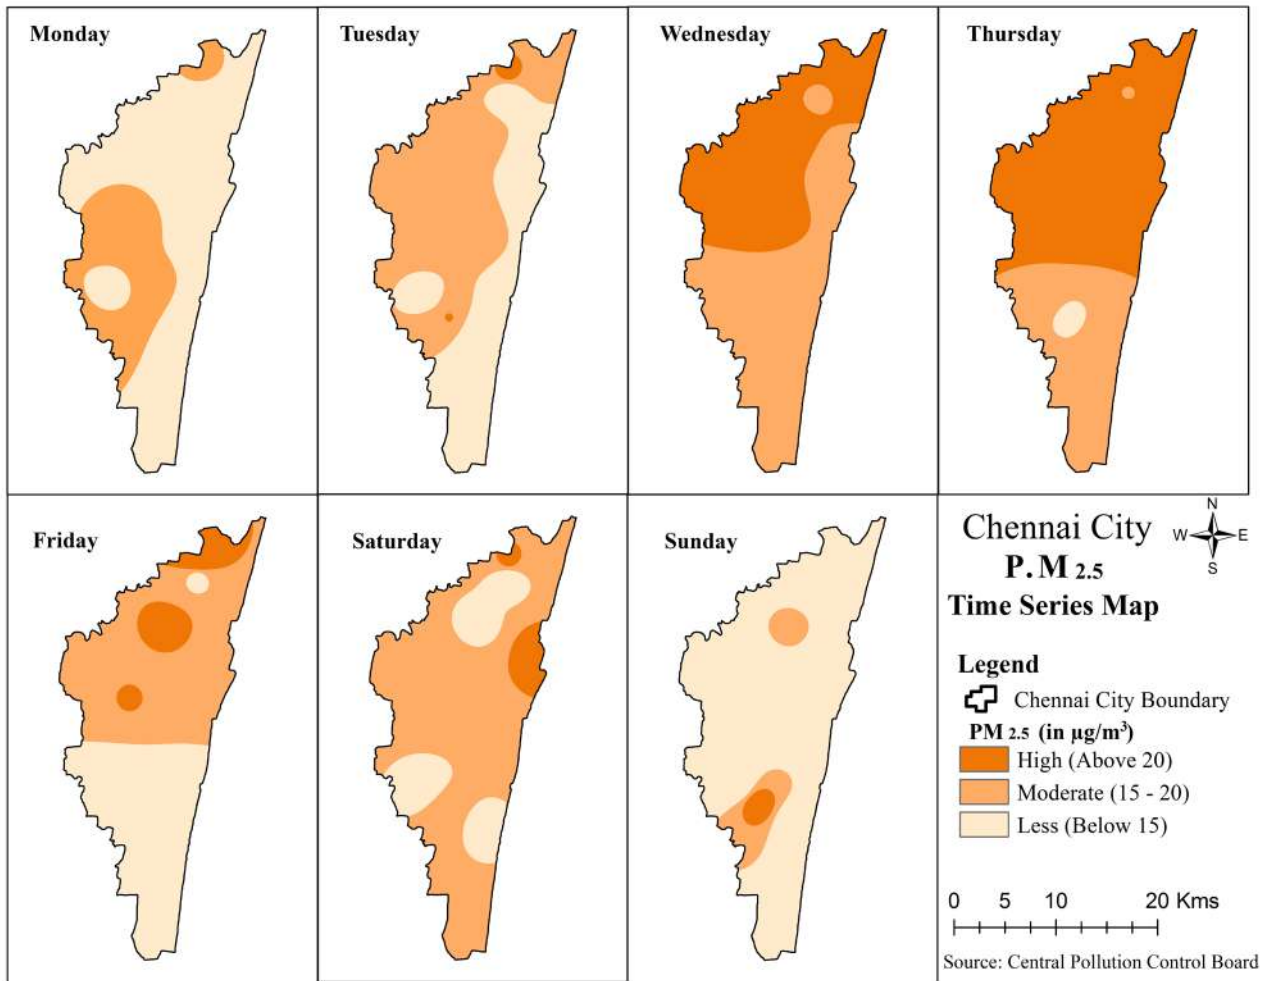 Monday
Tuesday
Wednesday
Thursday
Friday
Saturday
Sunday
Chennai City
P.M 2.5
Time Series Map
N
W E
S
Legend
Chennai City Boundary
PM 2.5 (in µg/m³)
High (Above 20)
Moderate (15 - 20)
Less (Below 15)
0 5 10 20 Kms
Source: Central Pollution Control Board